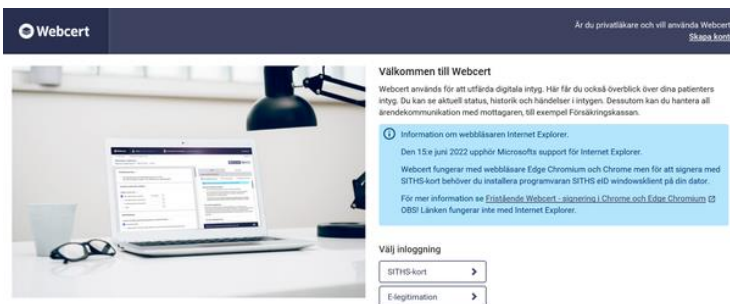 Webcert
Är du privatläkare och vill använda Webcert
Skapa kont
Välkommen till Webcert
Webcert används för att utfärda digitala intyg. Här får du också överblick över dina patienters
intyg. Du kan se aktuell status, historik och händelser i intygen. Dessutom kan du hantera all
ärendekommunikation med mottagaren, till exempel Försäkringskassan.
Information om webbläsaren Internet Explorer.
Den 15:e juni 2022 upphör Microsofts support för Internet Explorer.
Webcert fungerar med webbläsare Edge Chromium och Chrome men för att signera med
SITHS-kort behöver du installera programvaran SITHS eID windowsklient på din dator.
För mer information se Fristående Webcert - signering i Chrome och Edge Chromium
OBS! Länken fungerar inte med Internet Explorer.
Välj inloggning
SITHS-kort
E-legitimation